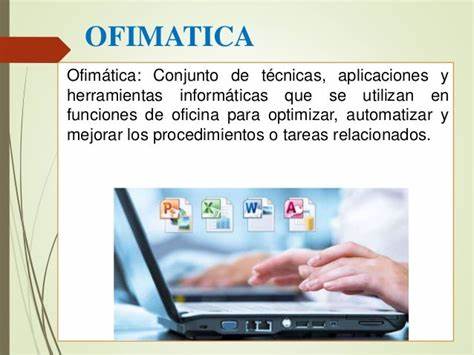 OFIMATICA
Ofimática: Conjunto de técnicas, aplicaciones y
herramientas informáticas que se utilizan en
funciones de oficina para optimizar, automatizar y
mejorar los procedimientos o tareas relacionados.
P X W A